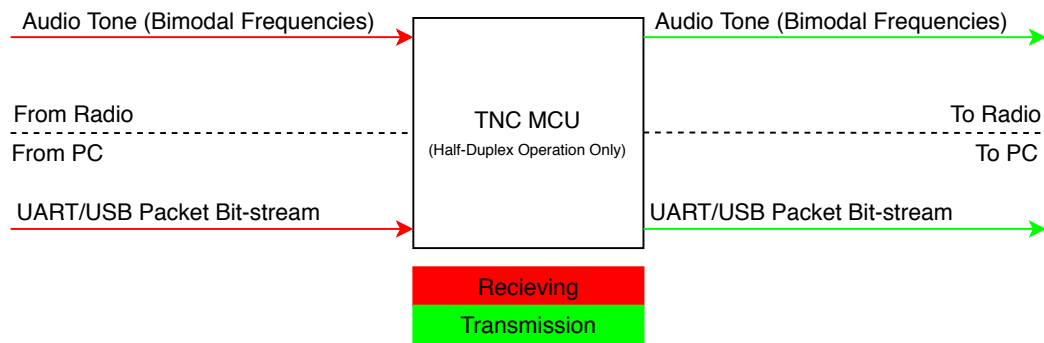 Audio Tone (Bimodal Frequencies)
Audio Tone (Bimodal Frequencies)
From Radio
To Radio
TNC MCU
(Half-Duplex Operation Only)
From PC
To PC
UART/USB Packet Bit-stream
UART/USB Packet Bit-stream
Recieving
Transmission